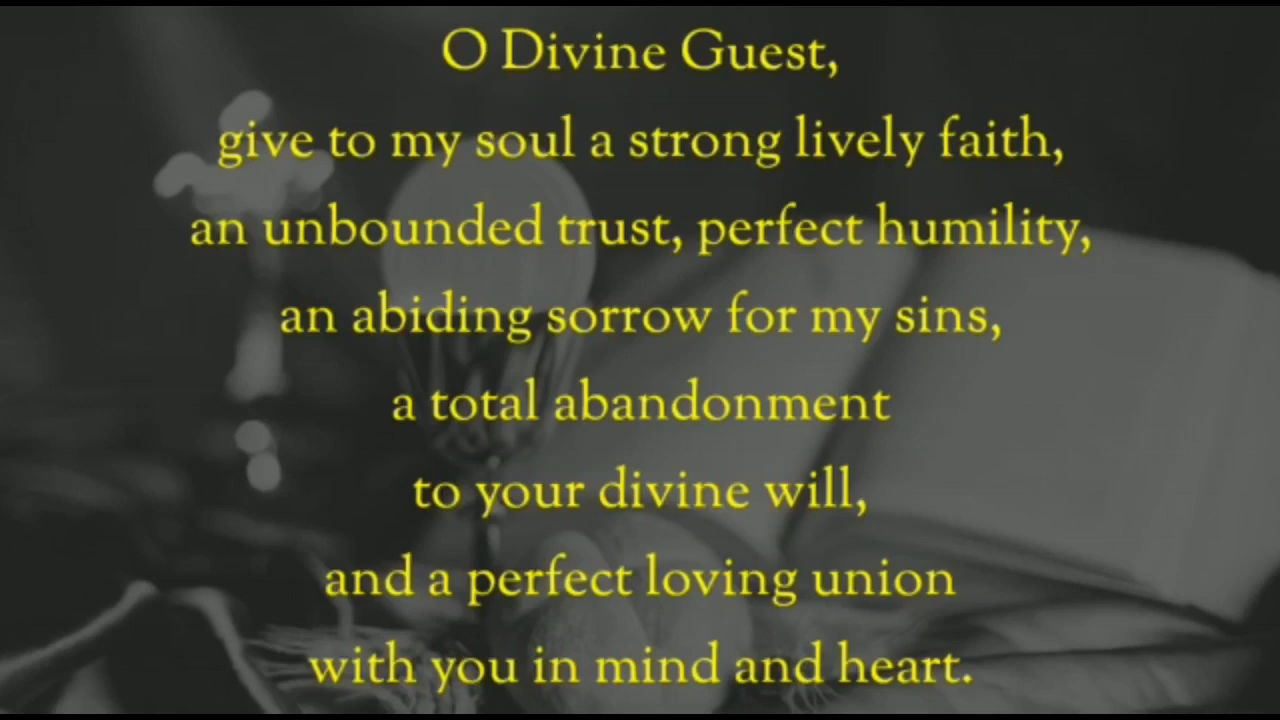 O Divine Guest,
give to my soul a strong lively faith,
an unbounded trust, perfect humility,
an abiding sorrow for my sins,
a total abandonment
to your divine will,
and a perfect loving union
with you in mind and heart.